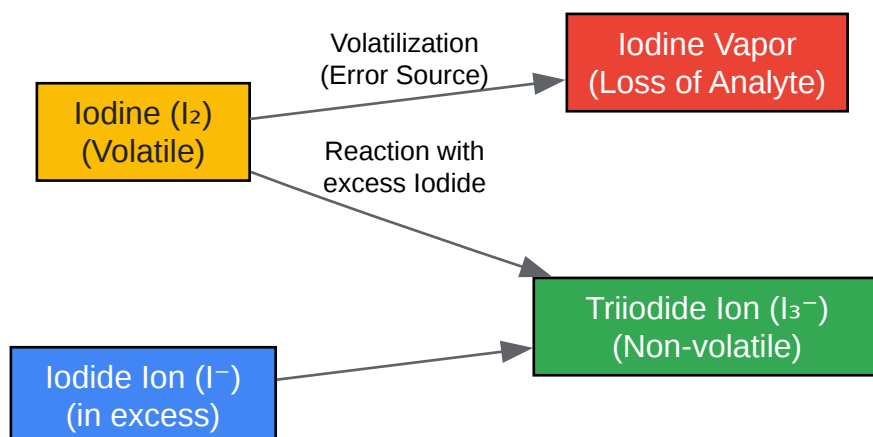 Volatilization
(Error Source)
Iodine Vapor
(Loss of Analyte)
Iodine (I₂)
(Volatile)
Reaction with
excess Iodide
Triiodide Ion (I₃⁻)
(Non-volatile)
Iodide Ion (I⁻)
(in excess)